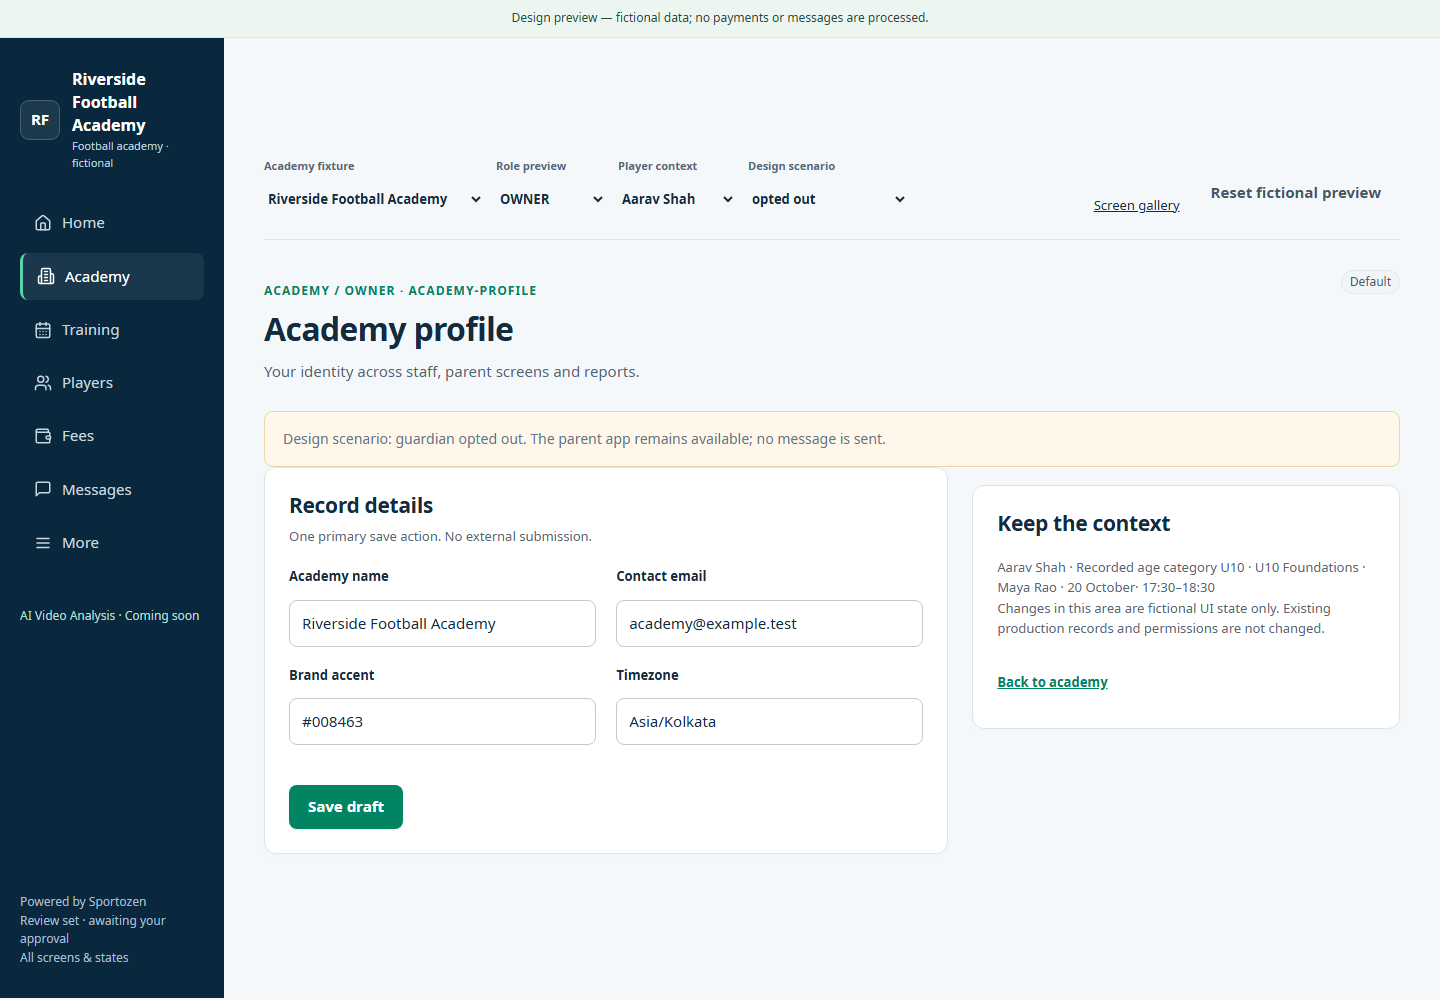 Design preview — fictional data; no payments or messages are processed.
RF
Riverside
Football
Academy
Football academy ·
fictional
Home
Academy
Training
Players
Fees
Messages
More
AI Video Analysis · Coming soon
Powered by Sportozen
Review set · awaiting your
approval
All screens & states
Academy fixture
Riverside Football Academy
Role preview
OWNER
Player context
Aarav Shah
Design scenario
opted out
Screen gallery
Reset fictional preview
ACADEMY / OWNER · ACADEMY-PROFILE
Default
Academy profile
Your identity across staff, parent screens and reports.
Design scenario: guardian opted out. The parent app remains available; no message is sent.
Record details
One primary save action. No external submission.
Academy name
Riverside Football Academy
Contact email
academy@example.test
Brand accent
#008463
Timezone
Asia/Kolkata
Save draft
Keep the context
Aarav Shah · Recorded age category U10 · U10 Foundations ·
Maya Rao · 20 October· 17:30–18:30
Changes in this area are fictional UI state only. Existing
production records and permissions are not changed.
Back to academy